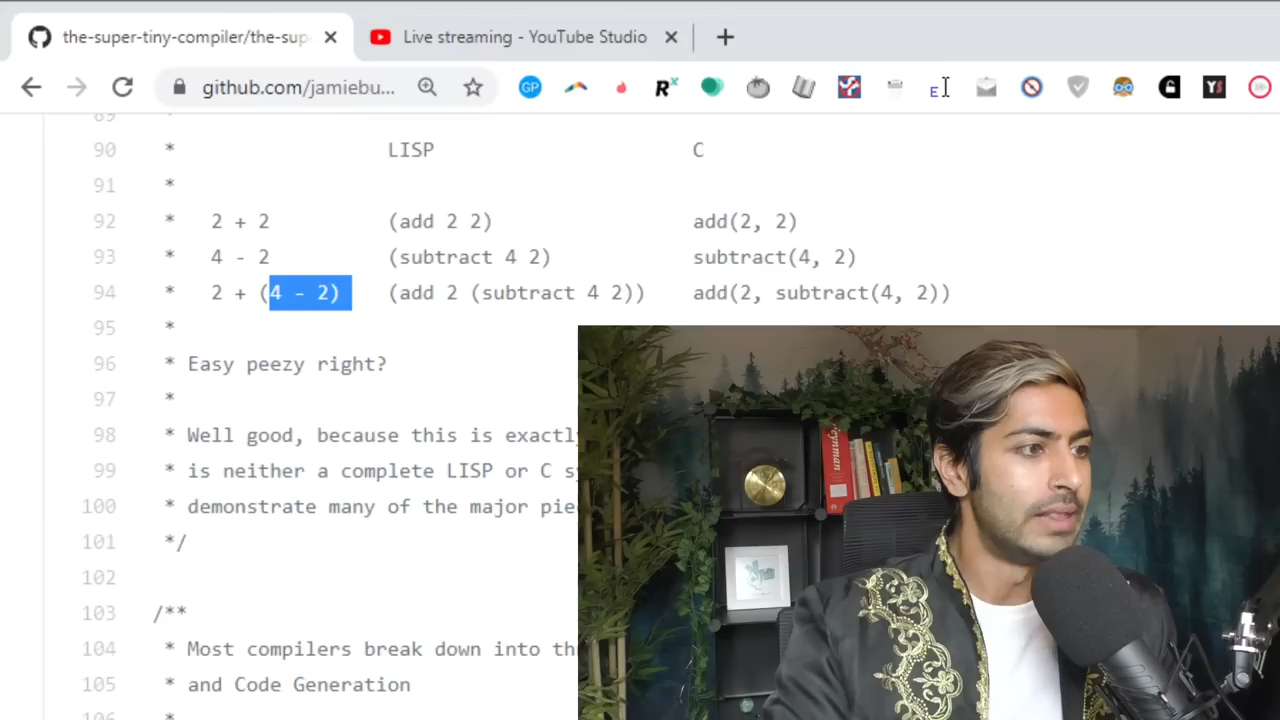 the-super-tiny-compiler/the-sup
Live streaming - YouTube Studio
github.com/jamiebu...
GP
R
E
Y
89 *
90 * LISP C
91 *
92 * 2 + 2 (add 2 2) add(2, 2)
93 * 4 - 2 (subtract 4 2) subtract(4, 2)
94 * 2 + (4 - 2) (add 2 (subtract 4 2)) add(2, subtract(4, 2))
95 *
96 * Easy peezy right?
97 *
98 * Well good, because this is exactly
99 * is neither a complete LISP or C s
100 * demonstrate many of the major pie
101 */
102
103 /**
104 * Most compilers break down into th
105 * and Code Generation
106 *
Feynman